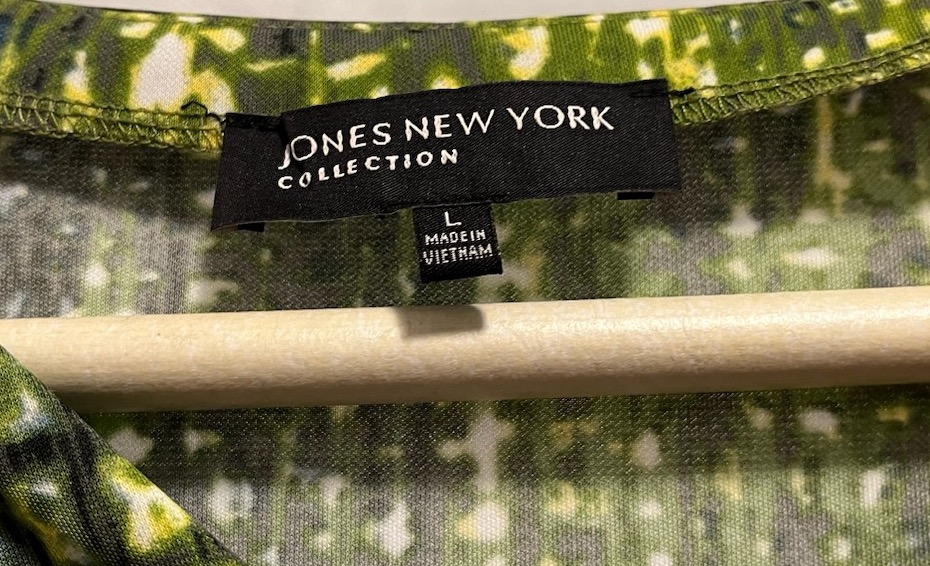 JONES NEW YORK
COLLECTION
L
MADE IN
VIETNAM